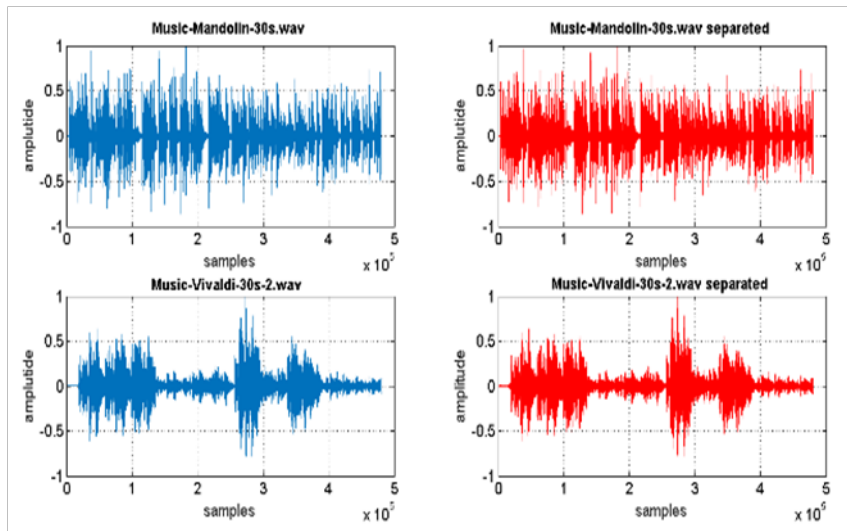 Music-Mandolin-30s.wav
1
0.5
0
-0.5
-1
amplutide
0 1 2 3 4 5
samples
x 10^5
Music-Mandolin-30s.wav separeted
1
0.5
0
-0.5
-1
amplutide
0 1 2 3 4 5
samples
x 10^5
Music-Vivaldi-30s-2.wav
1
0.5
0
-0.5
-1
amplutide
0 1 2 3 4 5
samples
x 10^5
Music-Vivaldi-30s-2.wav separated
1
0.5
0
-0.5
-1
amplitude
0 1 2 3 4 5
samples
x 10^5